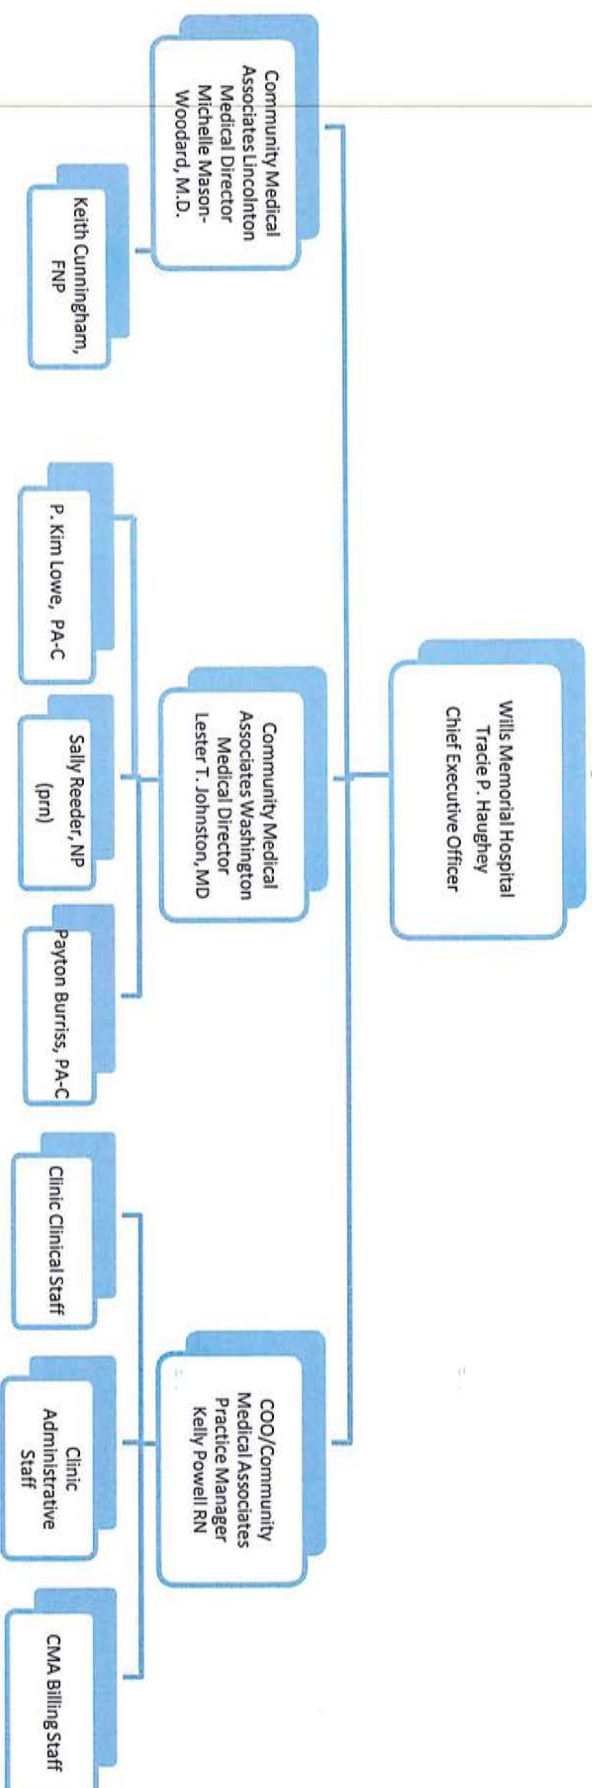 Wills Memorial Hospital
Tracie P. Haughey
Chief Executive Officer
Community Medical
Associates Lincolnton
Medical Director
Michelle Mason-
Woodard, M.D.
Keith Cunningham,
FNP
Community Medical
Associates Washington
Medical Director
Lester T. Johnston, MD
P. Kim Lowe, PA-C
Sally Reeder, NP
(prn)
Payton Burriss, PA-C
COO/Community
Medical Associates
Practice Manager
Kelly Powell RN
Clinic Clinical Staff
Clinic
Administrative
Staff
CMA Billing Staff